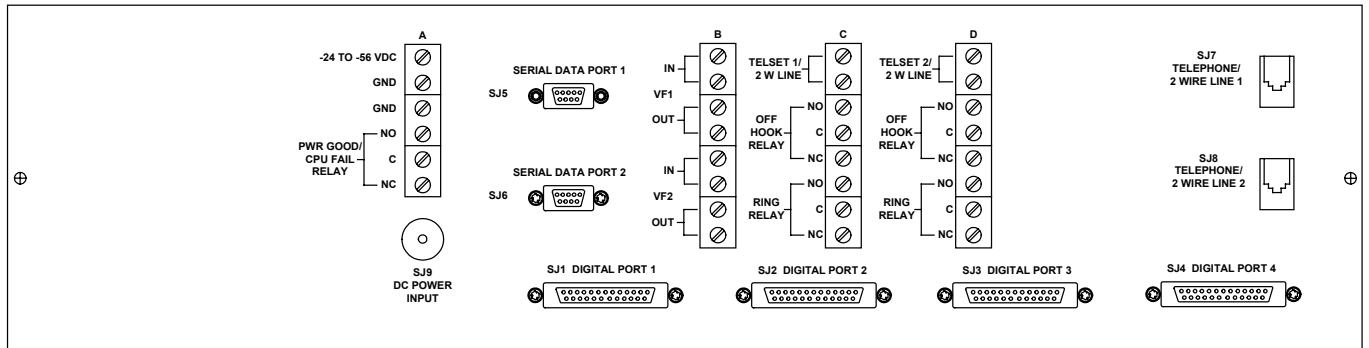 A
-24 TO -56 VDC
GND
GND
NO
C
NC
PWR GOOD/
CPU FAIL
RELAY
SJ9
DC POWER
INPUT
SERIAL DATA PORT 1
SJ5
SERIAL DATA PORT 2
SJ6
B
IN
VF1
OUT
IN
VF2
OUT
C
TELSET 1/
2 W LINE
NO
C
NC
OFF
HOOK
RELAY
NO
C
NC
RING
RELAY
D
TELSET 2/
2 W LINE
NO
C
NC
OFF
HOOK
RELAY
NO
C
NC
RING
RELAY
SJ7
TELEPHONE/
2 WIRE LINE 1
SJ8
TELEPHONE/
2 WIRE LINE 2
SJ1 DIGITAL PORT 1
SJ2 DIGITAL PORT 2
SJ3 DIGITAL PORT 3
SJ4 DIGITAL PORT 4